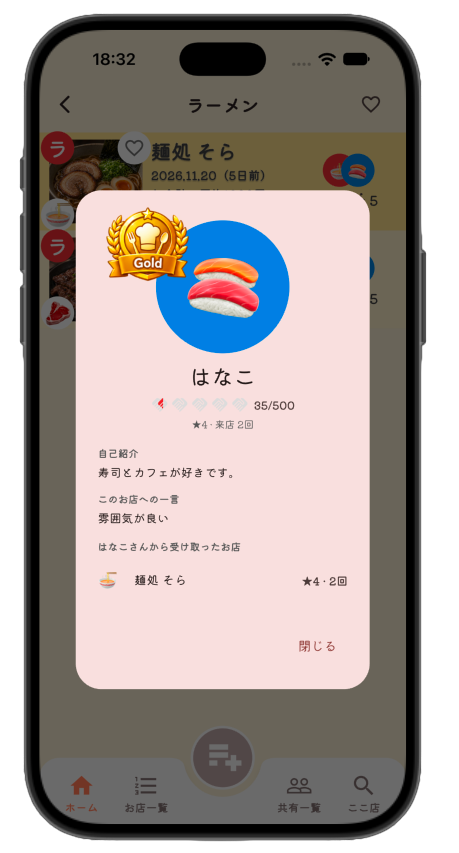 18:32
ラーメン
ラ
麺処 そら
2026.11.20（5日前）
5
ラ
5
Gold
はなこ
35/500
★4・来店 2回
自己紹介
寿司とカフェが好きです。
このお店への一言
雰囲気が良い
はなこさんから受け取ったお店
麺処 そら
★4・2回
閉じる
ホーム
お店一覧
共有一覧
ここ店